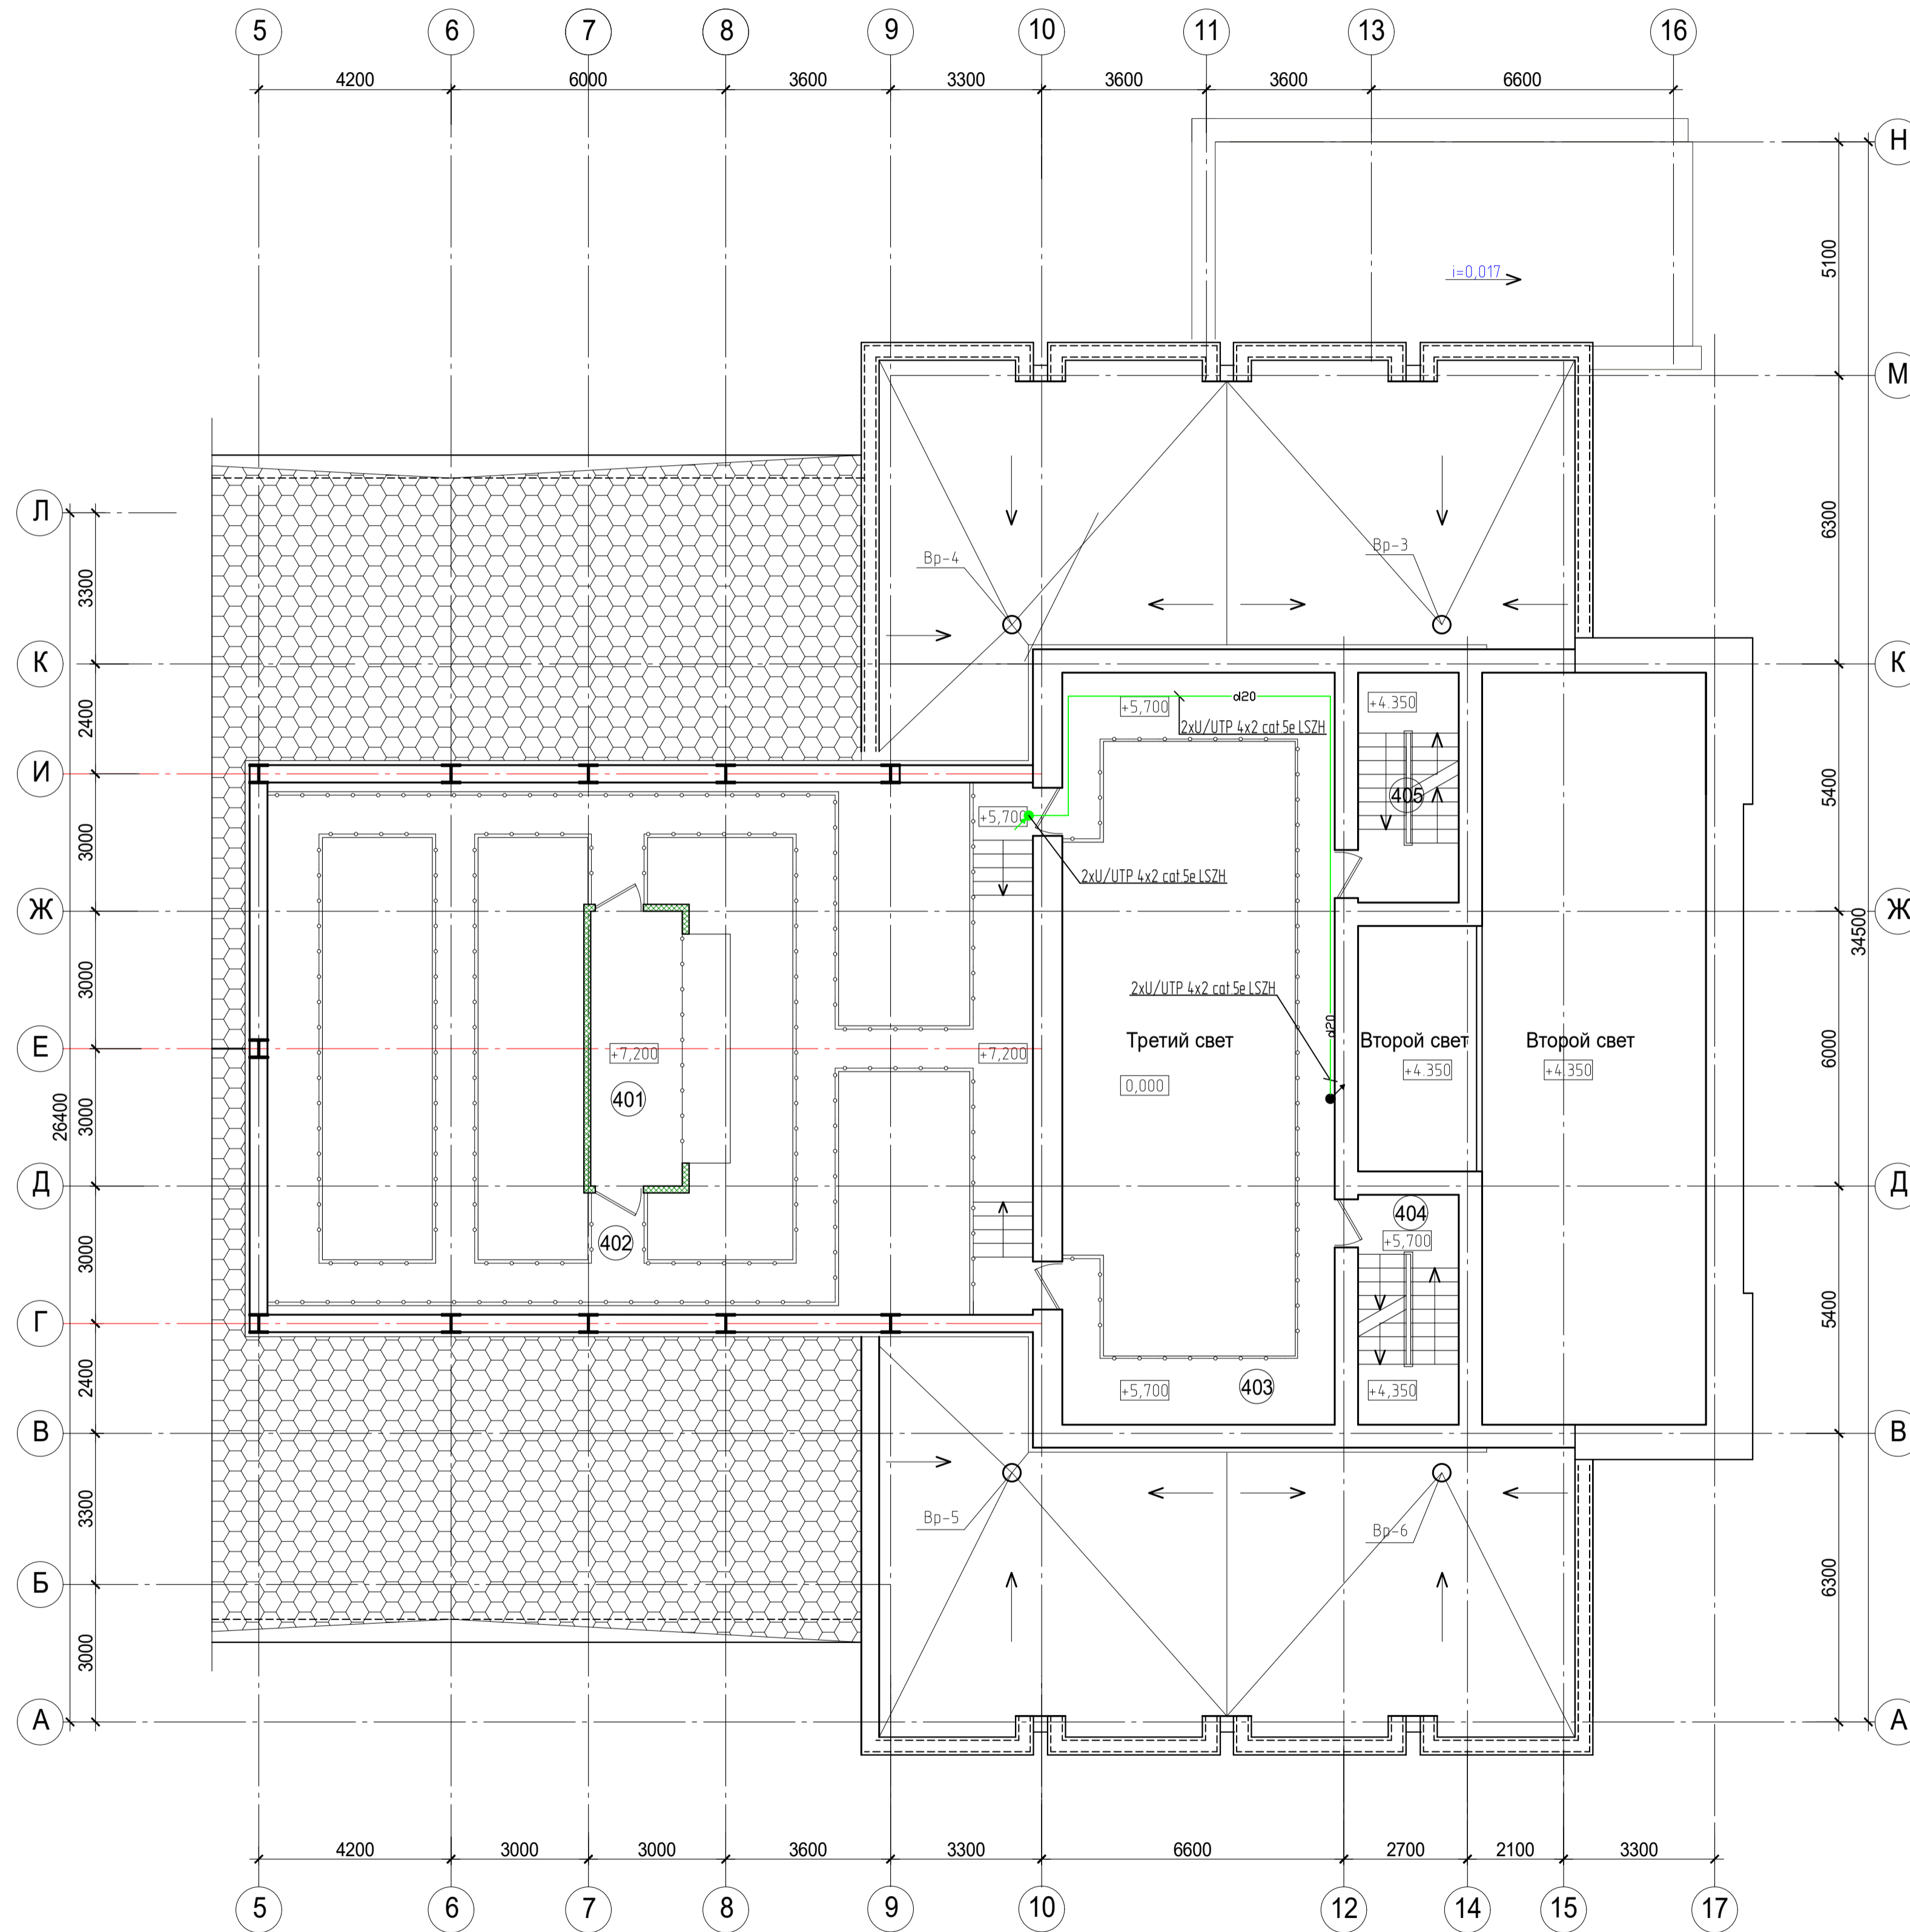 5 6 7 8 9 10 11 13 16
4200 6000 3600 3300 3600 3600 6600
Н
5100
i=0,017
М
Л
6300
Вр-4
Вр-3
3300
К
К
2400
+5,700
d20
+4.350
2xU/UTP 4x2 cat.5e LSZH
И
5400
405
3000
+5,700
2xU/UTP 4x2 cat.5e LSZH
Ж
Ж
34500
3000
2xU/UTP 4x2 cat.5e LSZH
d20
Е
+7,200
+7,200
Третий свет
Второй свет
Второй свет
6000
+4.350
+4.350
0,000
401
26400
3000
Д
Д
404
402
+5,700
3000
Г
5400
2400
+5,700
403
+4,350
В
В
3300
Вр-5
Вр-6
Б
6300
3000
А
А
4200 3000 3000 3600 3300 6600 2700 2100 3300
5 6 7 8 9 10 12 14 15 17